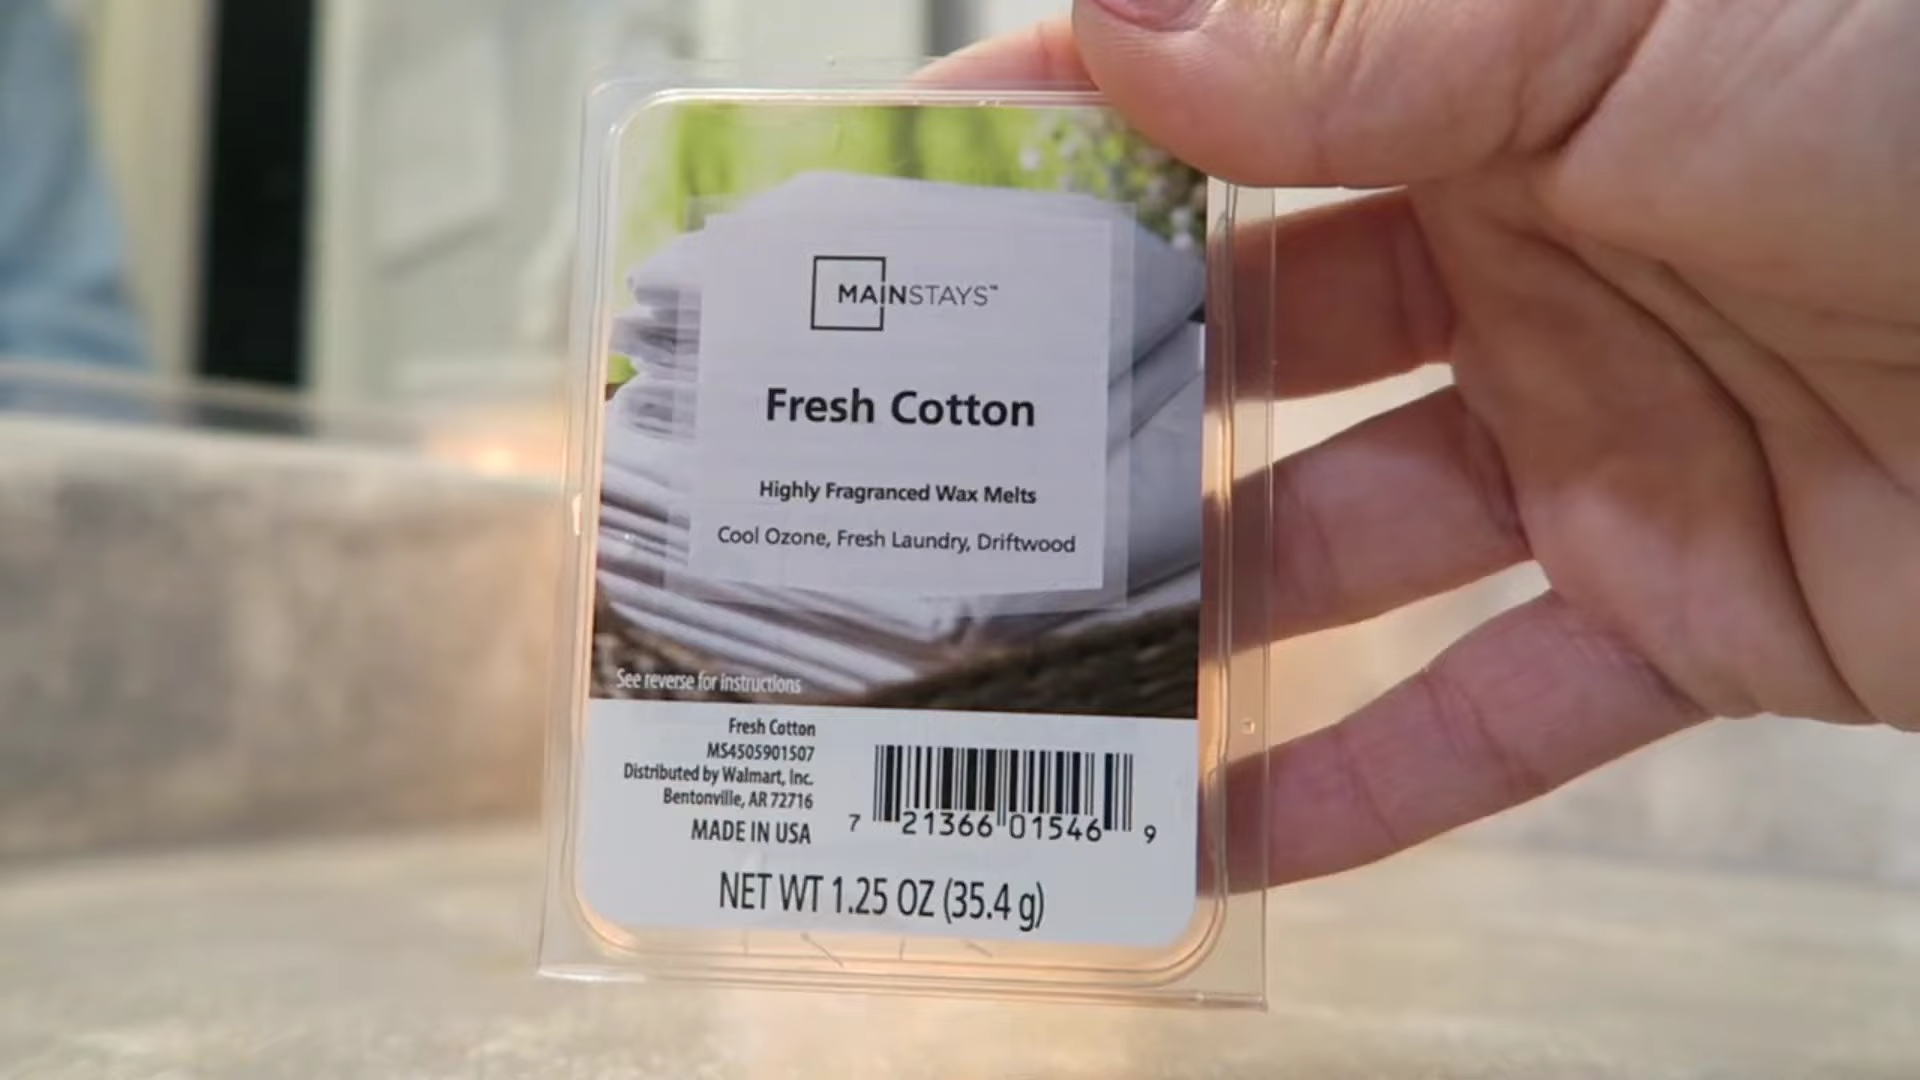 MAINSTAYS™
Fresh Cotton
Highly Fragranced Wax Melts
Cool Ozone, Fresh Laundry, Driftwood
See reverse for instructions
Fresh Cotton
MS4505901507
Distributed by Walmart, Inc.
Bentonville, AR 72716
MADE IN USA
7 21366 01546 9
NET WT 1.25 OZ (35.4 g)